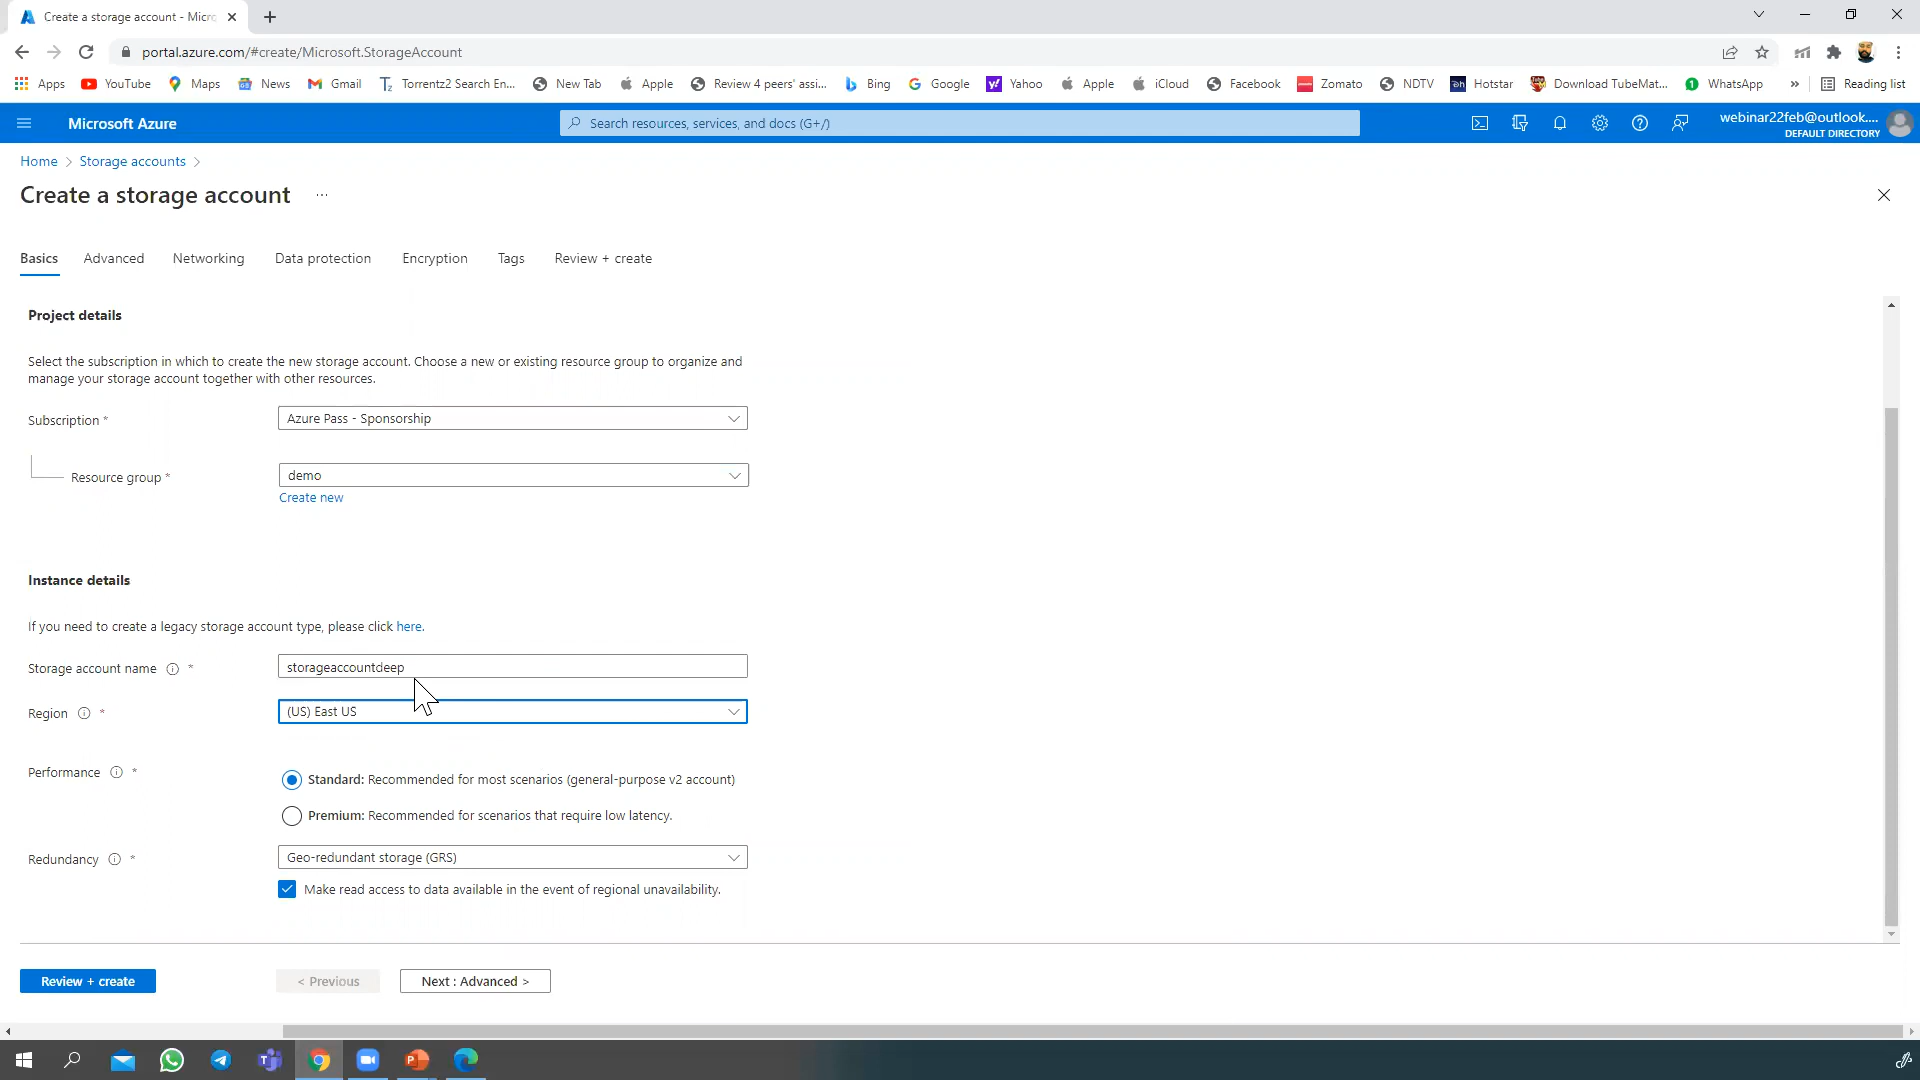 Create a storage account - Micro
portal.azure.com/#create/Microsoft.StorageAccount
Apps YouTube Maps News Gmail Torrentz2 Search En... New Tab Apple Review 4 peers' assi... Bing Google Yahoo Apple iCloud Facebook Zomato NDTV Hotstar Download TubeMat... WhatsApp » Reading list
Microsoft Azure
Search resources, services, and docs (G+/)
webinar22feb@outlook....
DEFAULT DIRECTORY
Home > Storage accounts >
Create a storage account ...
Basics Advanced Networking Data protection Encryption Tags Review + create
Project details
Select the subscription in which to create the new storage account. Choose a new or existing resource group to organize and
manage your storage account together with other resources.
Subscription * Azure Pass - Sponsorship
Resource group * demo
Create new
Instance details
If you need to create a legacy storage account type, please click here.
Storage account name * storageaccountdeep
Region * (US) East US
Performance * Standard: Recommended for most scenarios (general-purpose v2 account)
Premium: Recommended for scenarios that require low latency.
Redundancy * Geo-redundant storage (GRS)
Make read access to data available in the event of regional unavailability.
Review + create < Previous Next : Advanced >